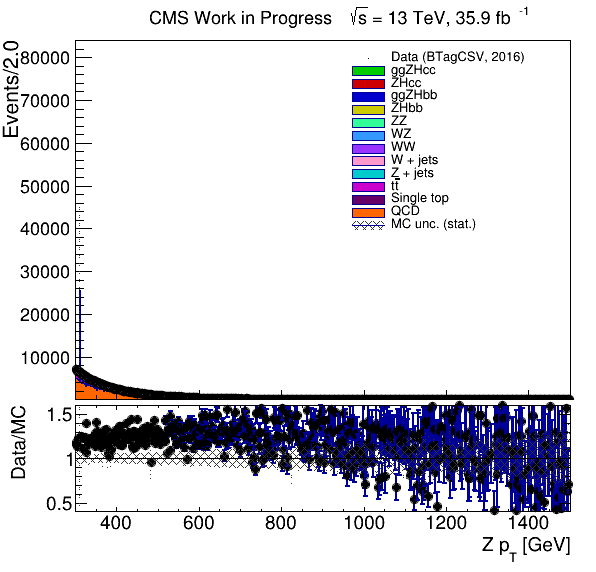 CMS Work in Progress √s = 13 TeV, 35.9 fb⁻¹
Events/2.0
80000
70000
60000
50000
40000
30000
20000
10000
Data (BTagCSV, 2016)
ggZHcc
ZHcc
ggZHbb
ZHbb
ZZ
WZ
WW
W + jets
Z + jets
tt̅
Single top
QCD
MC unc. (stat.)
Data/MC
1.5
1
0.5
400 600 800 1000 1200 1400
Z p_T [GeV]